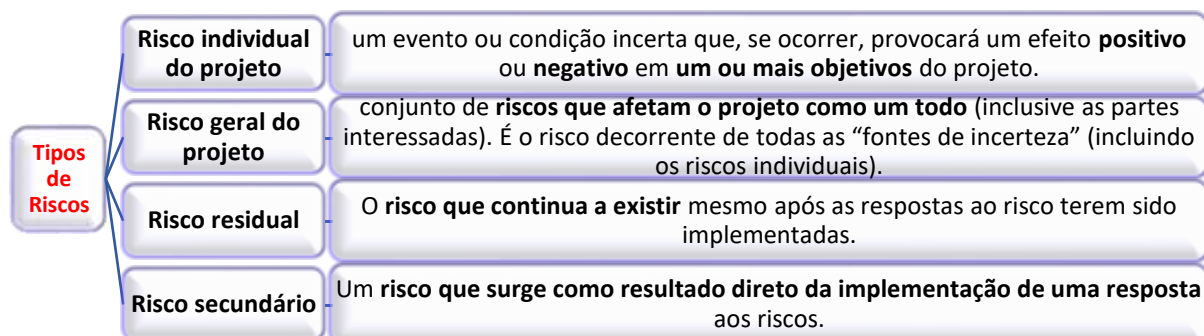 Tipos
de
Riscos
Risco individual
do projeto
um evento ou condição incerta que, se ocorrer, provocará um efeito positivo
ou negativo em um ou mais objetivos do projeto.
Risco geral do
projeto
conjunto de riscos que afetam o projeto como um todo (inclusive as partes
interessadas). É o risco decorrente de todas as “fontes de incerteza” (incluindo
os riscos individuais).
Risco residual
O risco que continua a existir mesmo após as respostas ao risco terem sido
implementadas.
Risco secundário
Um risco que surge como resultado direto da implementação de uma resposta
aos riscos.